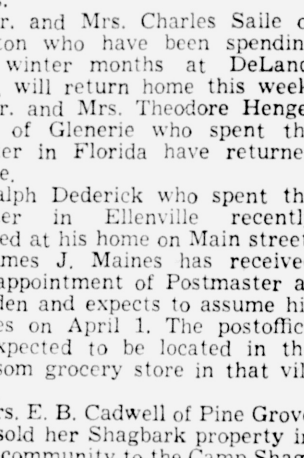 r. and Mrs. Charles Saile o
ton who have been spendin
winter months at DeLand
, will return home this week
r. and Mrs. Theodore Henge
of Glenerie who spent th
er in Florida have returne
e.
alph Dederick who spent th
er in Ellenville recentl
ed at his home on Main street
mes J. Maines has receive
appointment of Postmaster a
den and expects to assume hi
es on April 1. The postoffic
xpected to be located in th
som grocery store in that vil
rs. E. B. Cadwell of Pine Grov
sold her Shagbark property i
community to the Camp Shag